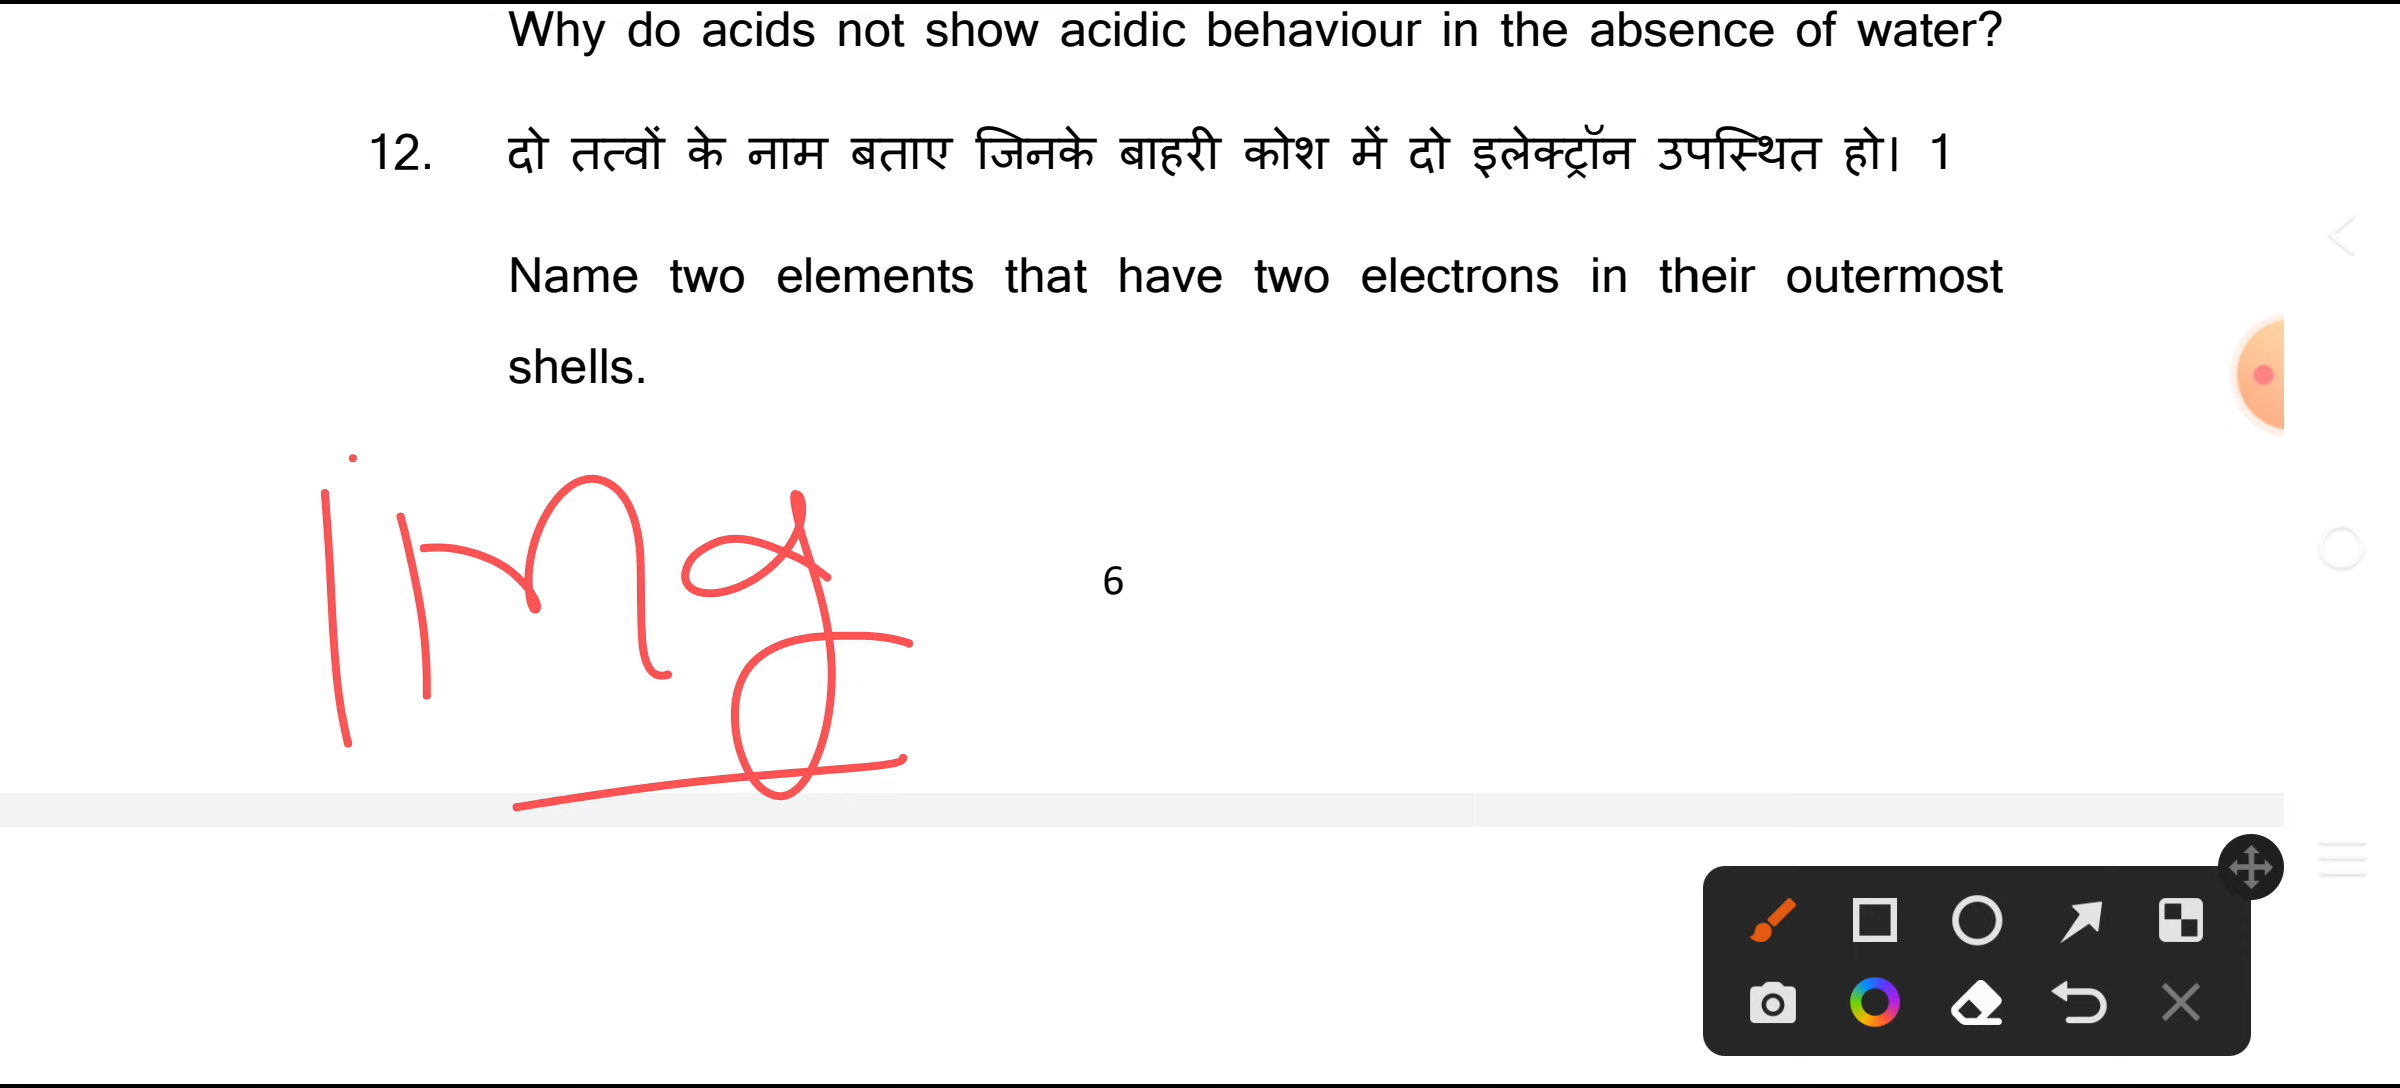 Why do acids not show acidic behaviour in the absence of water?
12. दो तत्वों के नाम बताए जिनके बाहरी कोश में दो इलेक्ट्रॉन उपस्थित हो। 1
Name two elements that have two electrons in their outermost
shells.
img
6